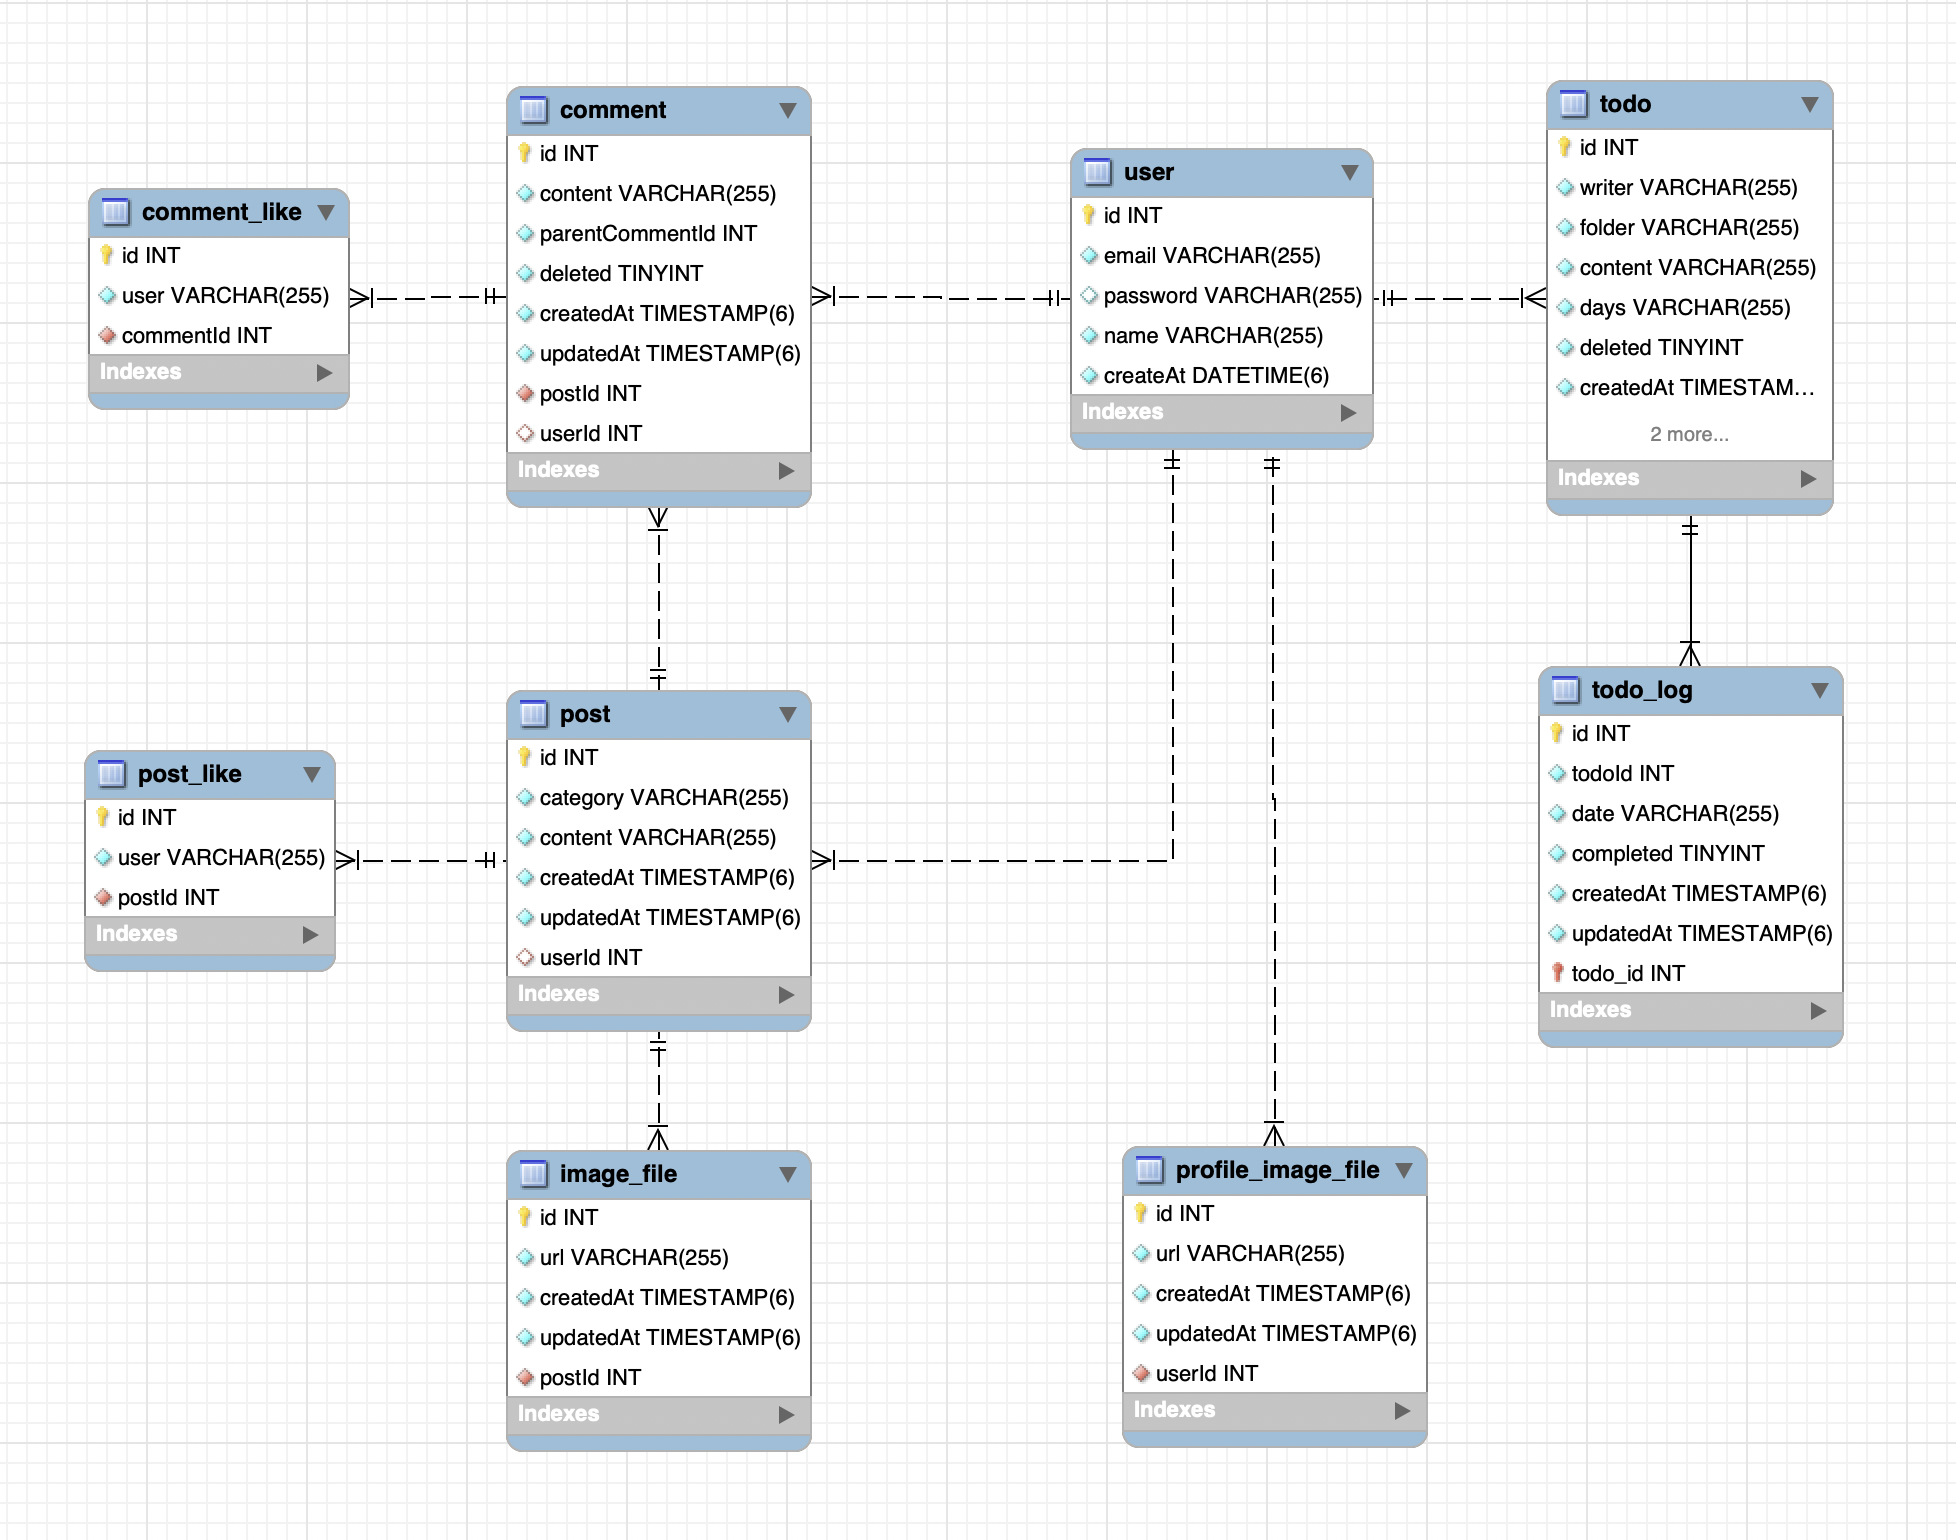 comment
id INT
content VARCHAR(255)
parentCommentId INT
deleted TINYINT
createdAt TIMESTAMP(6)
updatedAt TIMESTAMP(6)
postId INT
userId INT
Indexes
comment_like
id INT
user VARCHAR(255)
commentId INT
Indexes
user
id INT
email VARCHAR(255)
password VARCHAR(255)
name VARCHAR(255)
createAt DATETIME(6)
Indexes
todo
id INT
writer VARCHAR(255)
folder VARCHAR(255)
content VARCHAR(255)
days VARCHAR(255)
deleted TINYINT
createdAt TIMESTAM...
2 more...
Indexes
post_like
id INT
user VARCHAR(255)
postId INT
Indexes
post
id INT
category VARCHAR(255)
content VARCHAR(255)
createdAt TIMESTAMP(6)
updatedAt TIMESTAMP(6)
userId INT
Indexes
todo_log
id INT
todoId INT
date VARCHAR(255)
completed TINYINT
createdAt TIMESTAMP(6)
updatedAt TIMESTAMP(6)
todo_id INT
Indexes
image_file
id INT
url VARCHAR(255)
createdAt TIMESTAMP(6)
updatedAt TIMESTAMP(6)
postId INT
Indexes
profile_image_file
id INT
url VARCHAR(255)
createdAt TIMESTAMP(6)
updatedAt TIMESTAMP(6)
userId INT
Indexes